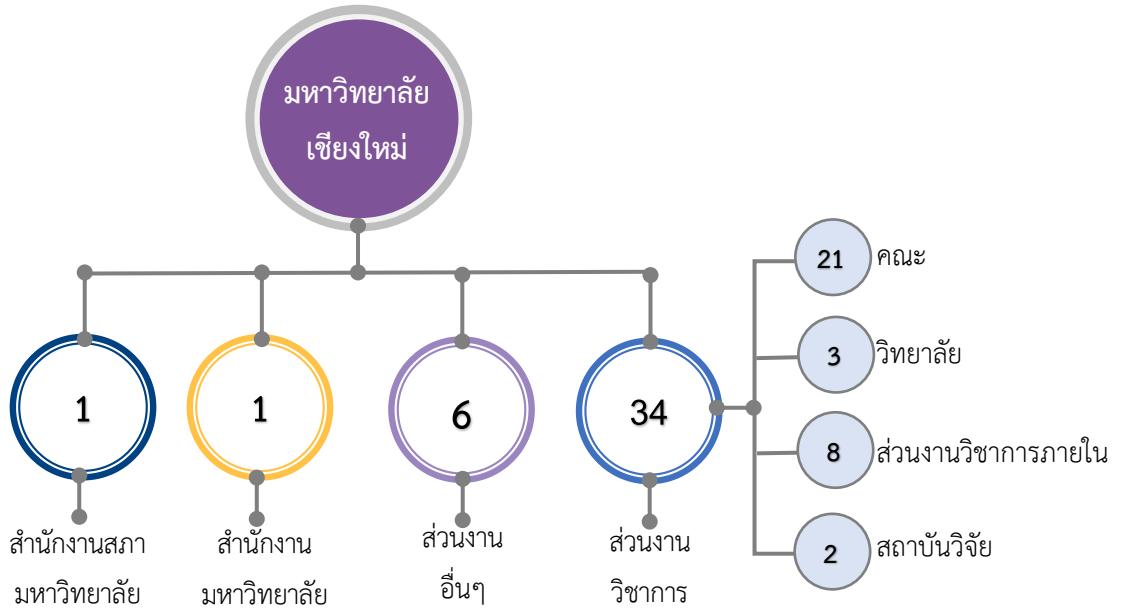 มหาวิทยาลัย
เชียงใหม่
1
สำนักงานสภา
มหาวิทยาลัย
1
สำนักงาน
มหาวิทยาลัย
6
ส่วนงาน
อื่นๆ
34
ส่วนงาน
วิชาการ
21 คณะ
3 วิทยาลัย
8 ส่วนงานวิชาการภายใน
2 สถาบันวิจัย